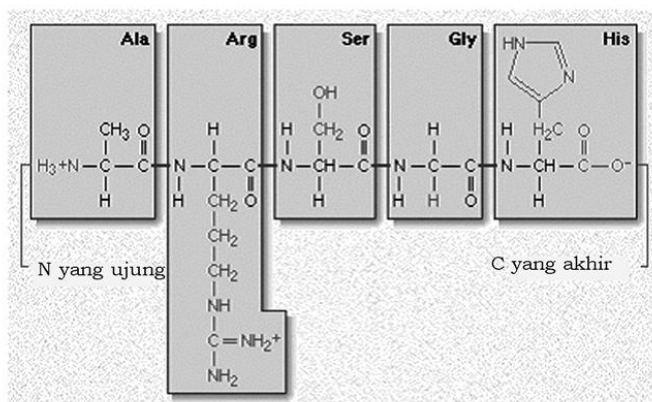 Ala Arg Ser Gly His
HN
N
OH
CH3 O H CH2 O H H2C O
H3+N C C N C C N CH C N C C N C C O-
H H CH2 O H H H H O H H
CH2
CH2
N yang ujung
C yang akhir
NH
C=NH2+
NH2